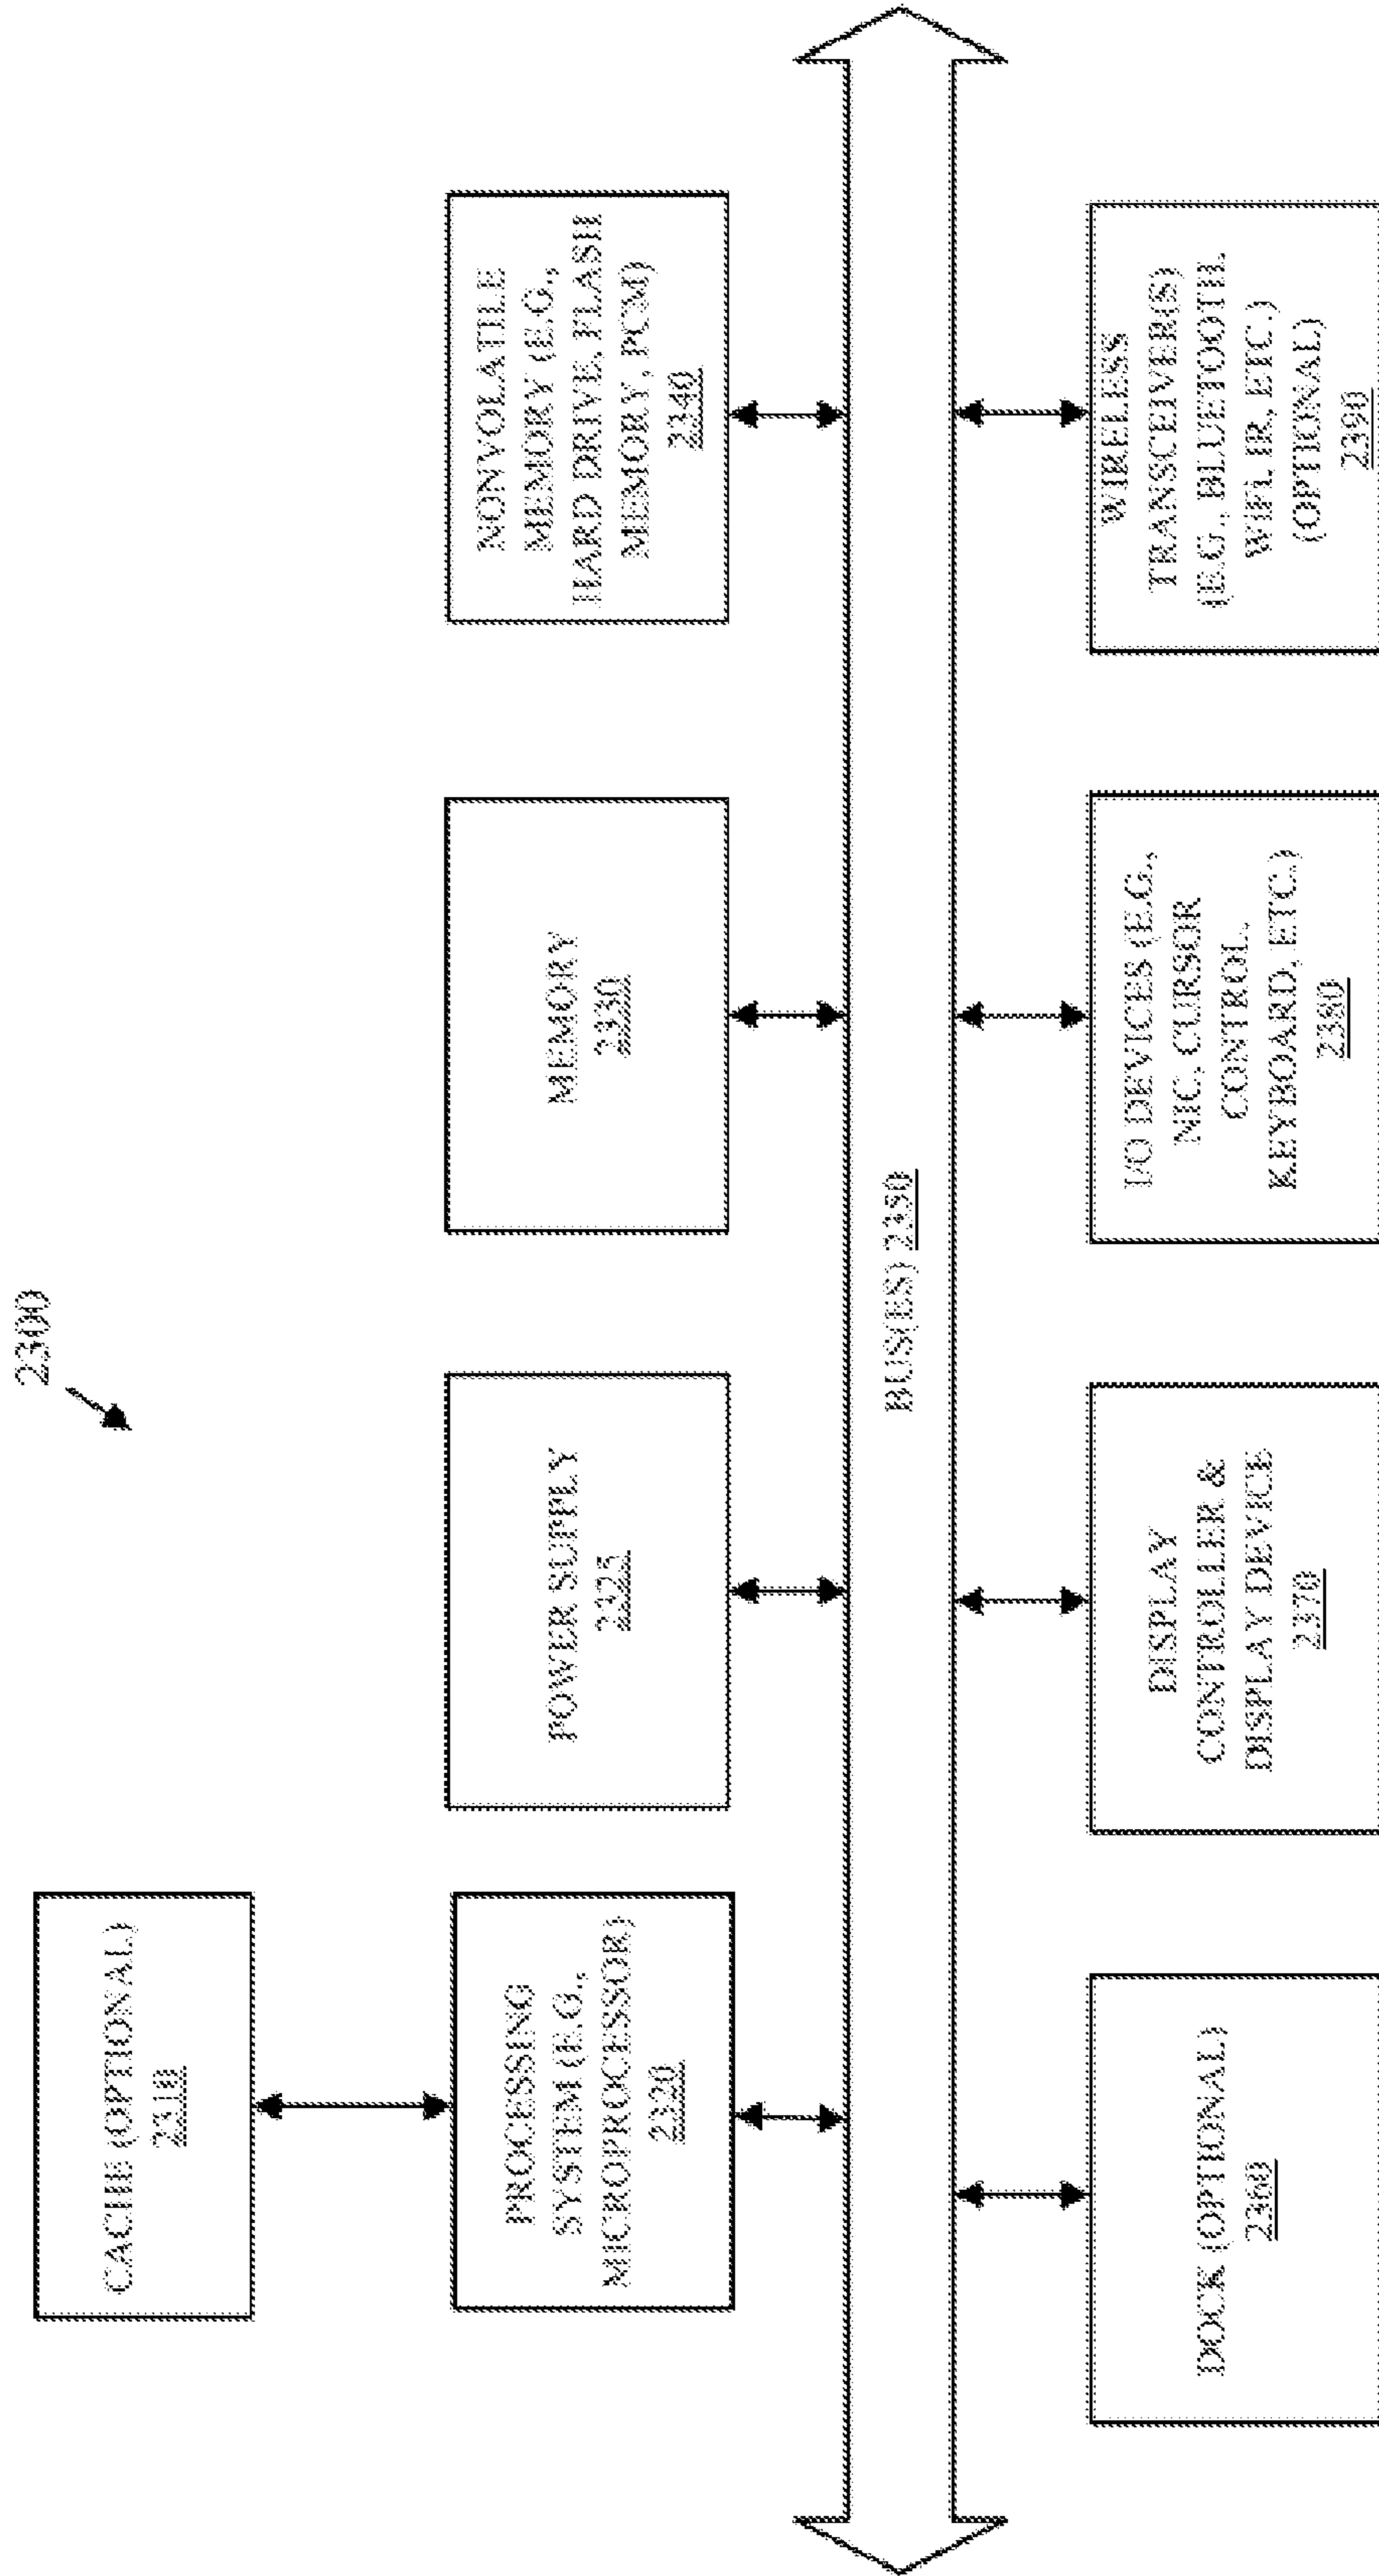 2300
CACHE (OPTIONAL)
2310
PROCESSING
SYSTEM (E.G.,
MICROPROCESSOR)
2320
POWER SUPPLY
2325
MEMORY
2330
NONVOLATILE
MEMORY (E.G.,
HARD DRIVE, FLASH
MEMORY, PCM)
2340
BUS(ES) 2350
DOCK (OPTIONAL)
2360
DISPLAY
CONTROLLER &
DISPLAY DEVICE
2370
I/O DEVICES (E.G.,
NIC, CURSOR
CONTROL,
KEYBOARD, ETC.)
2380
WIRELESS
TRANSCEIVER(S)
(E.G., BLUETOOTH,
WIFI, IR, ETC.)
(OPTIONAL)
2390